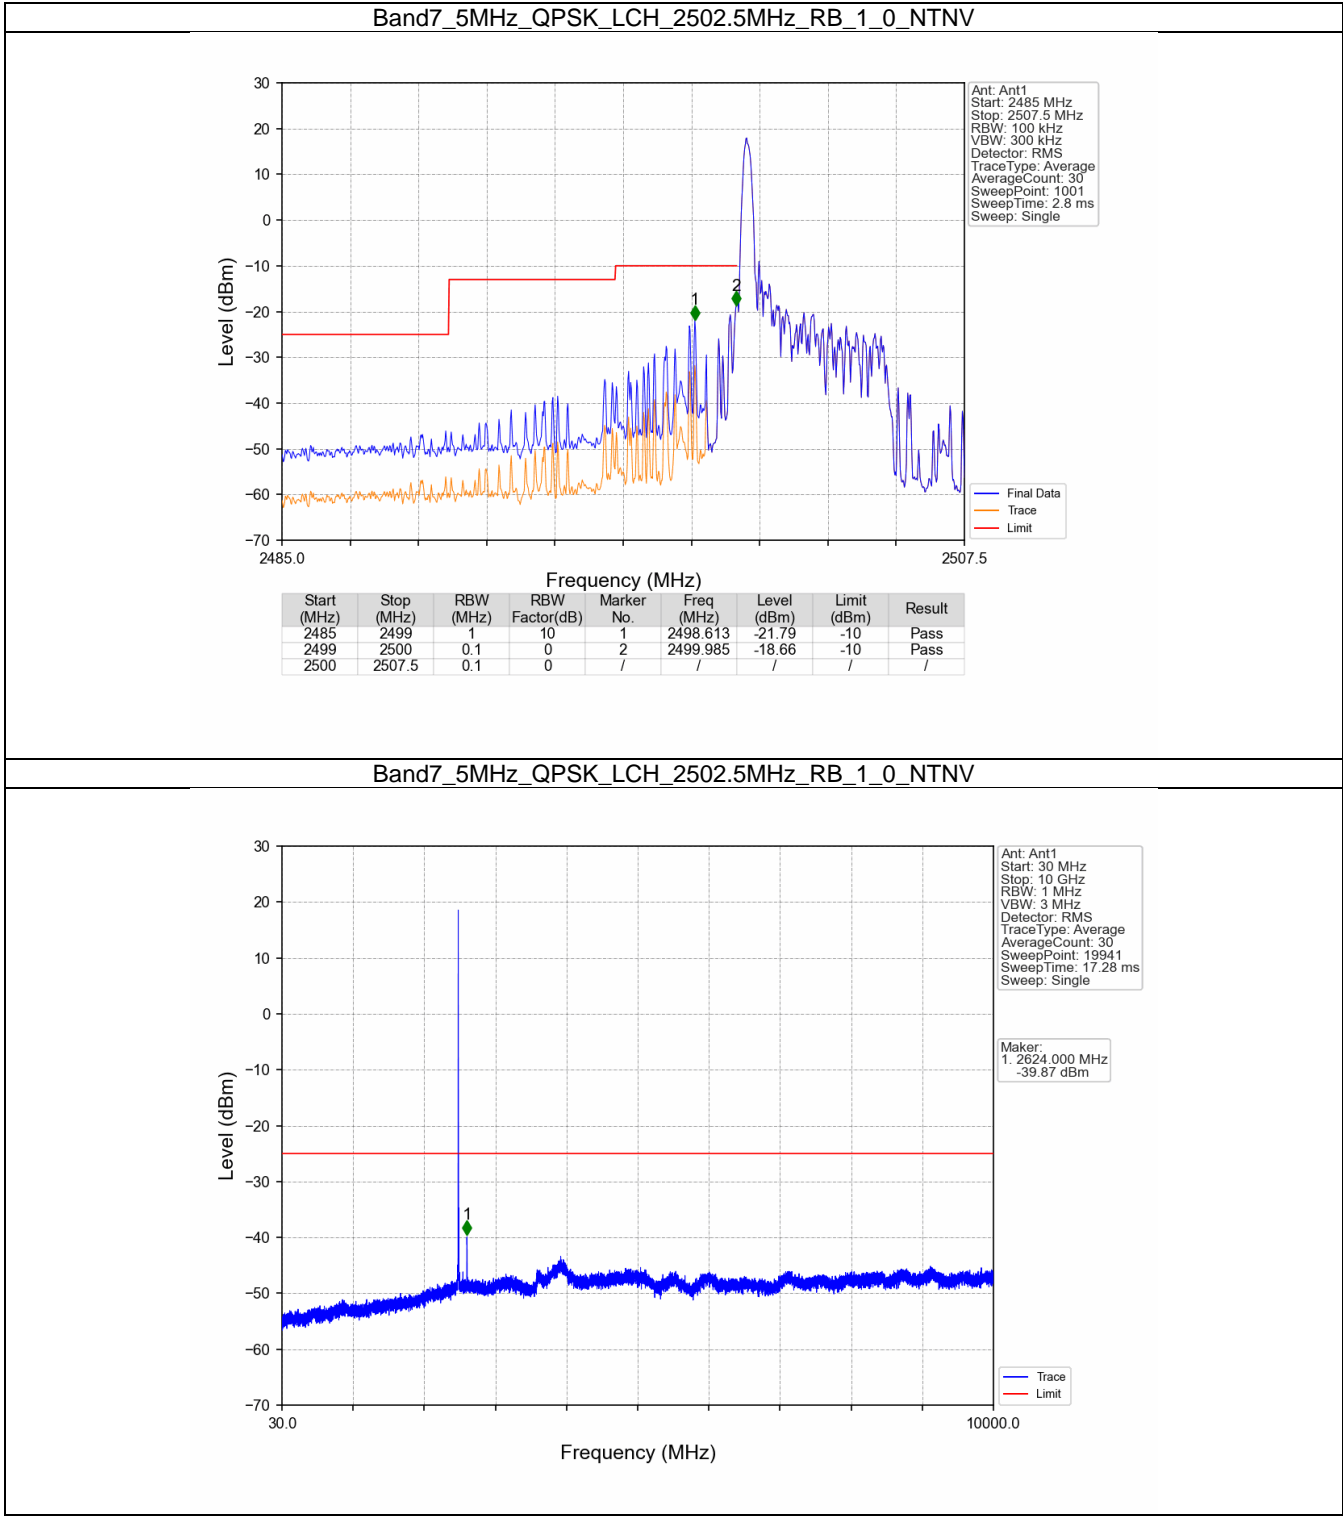 Band7_5MHz_QPSK_LCH_2502.5MHz_RB_1_0_NTNV
30
20
10
0
−10
−20
−30
−40
−50
−60
−70
Level (dBm)
1
2
2485.0
2507.5
Frequency (MHz)
Ant: Ant1
Start: 2485 MHz
Stop: 2507.5 MHz
RBW: 100 kHz
VBW: 300 kHz
Detector: RMS
TraceType: Average
AverageCount: 30
SweepPoint: 1001
SweepTime: 2.8 ms
Sweep: Single
Final Data
Trace
Limit
Start (MHz) Stop (MHz) RBW (MHz) RBW Factor(dB) Marker No. Freq (MHz) Level (dBm) Limit (dBm) Result
2485 2499 1 10 1 2498.613 -21.79 -10 Pass
2499 2500 0.1 0 2 2499.985 -18.66 -10 Pass
2500 2507.5 0.1 0 / / / / /
Band7_5MHz_QPSK_LCH_2502.5MHz_RB_1_0_NTNV
30
20
10
0
−10
−20
−30
−40
−50
−60
−70
Level (dBm)
1
30.0
10000.0
Frequency (MHz)
Ant: Ant1
Start: 30 MHz
Stop: 10 GHz
RBW: 1 MHz
VBW: 3 MHz
Detector: RMS
TraceType: Average
AverageCount: 30
SweepPoint: 19941
SweepTime: 17.28 ms
Sweep: Single
Maker:
1. 2624.000 MHz
-39.87 dBm
Trace
Limit